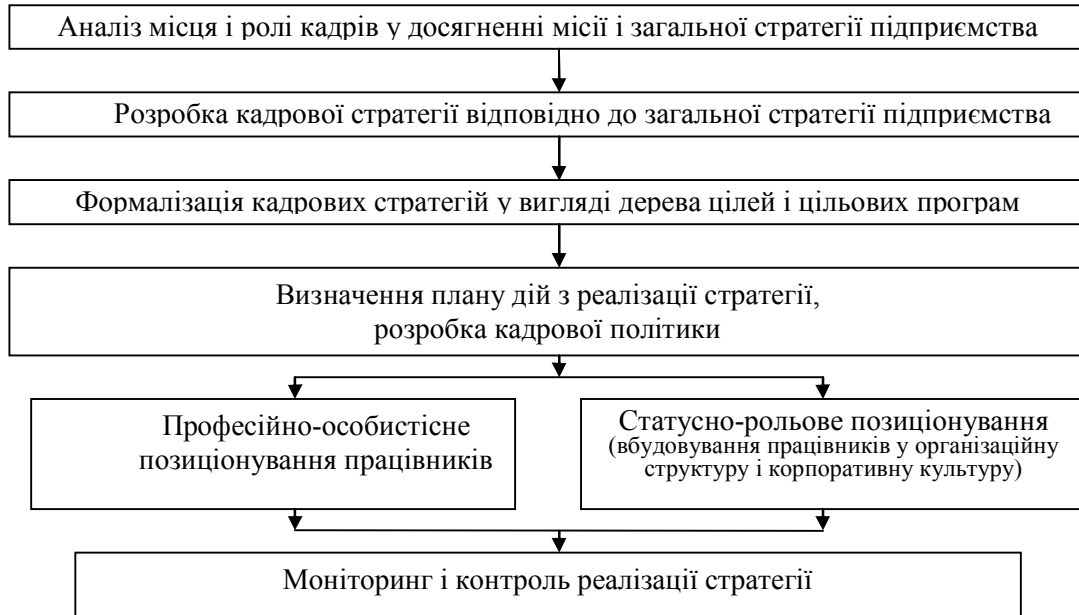 Аналіз місця і ролі кадрів у досягненні місії і загальної стратегії підприємства
Розробка кадрової стратегії відповідно до загальної стратегії підприємства
Формалізація кадрових стратегій у вигляді дерева цілей і цільових програм
Визначення плану дій з реалізації стратегії,
розробка кадрової політики
Професійно-особистісне
позиціонування працівників
Статусно-рольове позиціонування
(вбудовування працівників у організаційну
структуру і корпоративну культуру)
Моніторинг і контроль реалізації стратегії